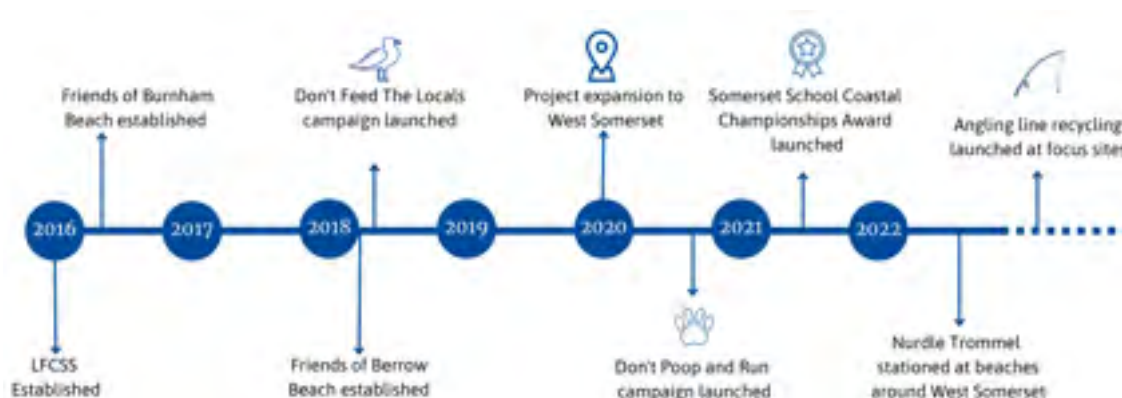 Friends of Burnham
Beach established
Don't Feed The Locals
campaign launched
Project expansion to
West Somerset
Somerset School Coastal
Championships Award
launched
Angling line recycling
launched at focus sites
2016
2017
2018
2019
2020
2021
2022
LFCSS
Established
Friends of Berrow
Beach established
Don't Poop and Run
campaign launched
Nurdle Trommel
stationed at beaches
around West Somerset